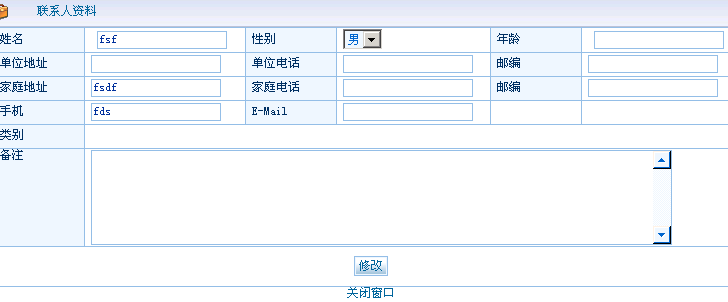 联系人资料
姓名 fsf 性别 男 年龄
单位地址 单位电话 邮编
家庭地址 fsdf 家庭电话 邮编
手机 fds E-Mail
类别
备注
修改
关闭窗口